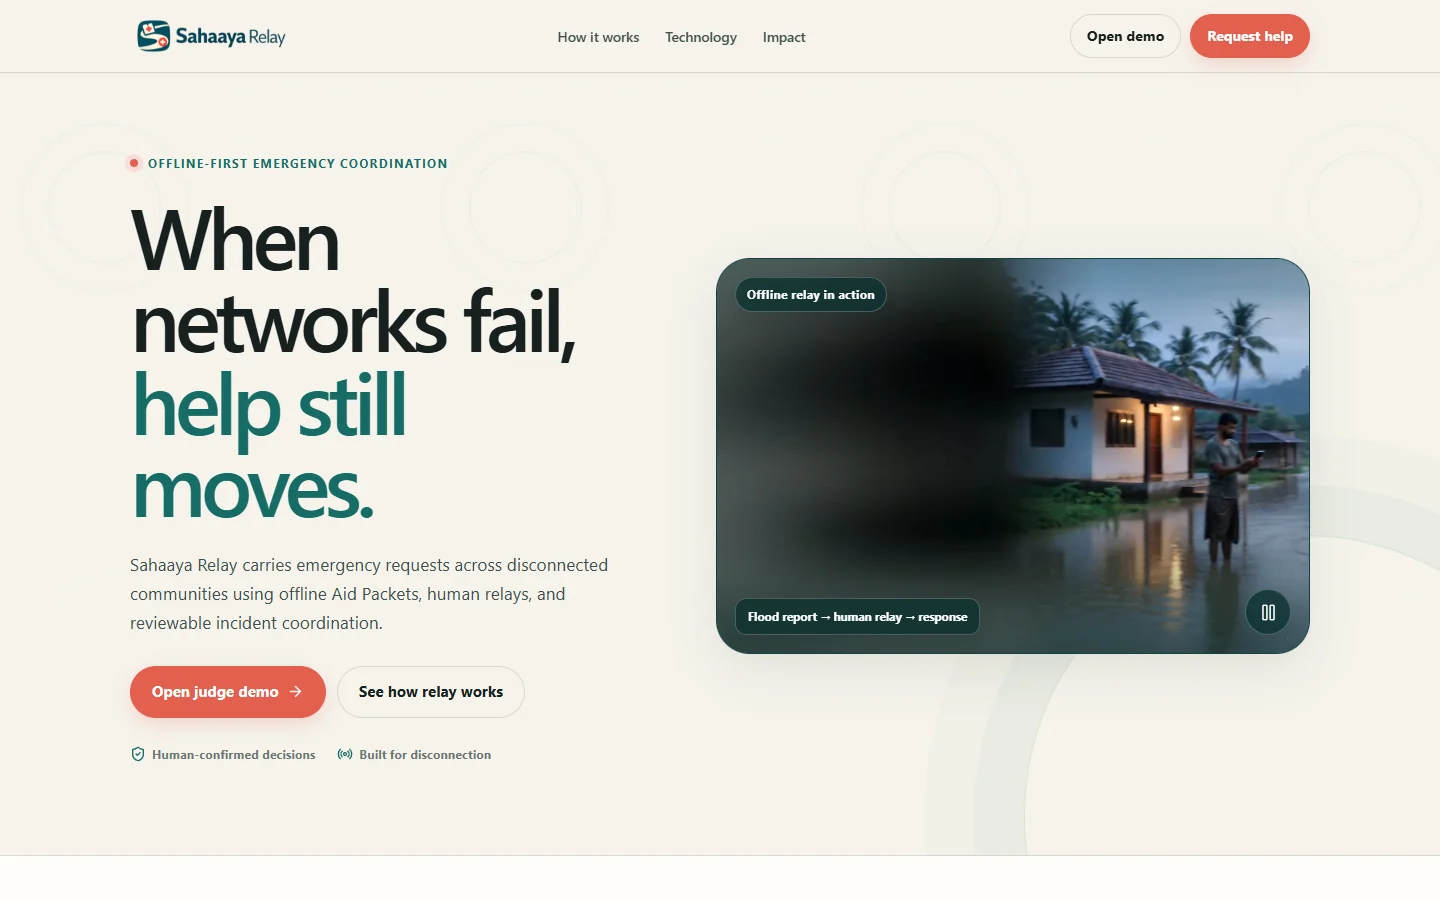 Sahaaya Relay
How it works
Technology
Impact
Open demo
Request help
OFFLINE-FIRST EMERGENCY COORDINATION
When
networks fail,
help still
moves.
Sahaaya Relay carries emergency requests across disconnected
communities using offline Aid Packets, human relays, and
reviewable incident coordination.
Open judge demo →
See how relay works
Human-confirmed decisions
Built for disconnection
Offline relay in action
Flood report → human relay → response